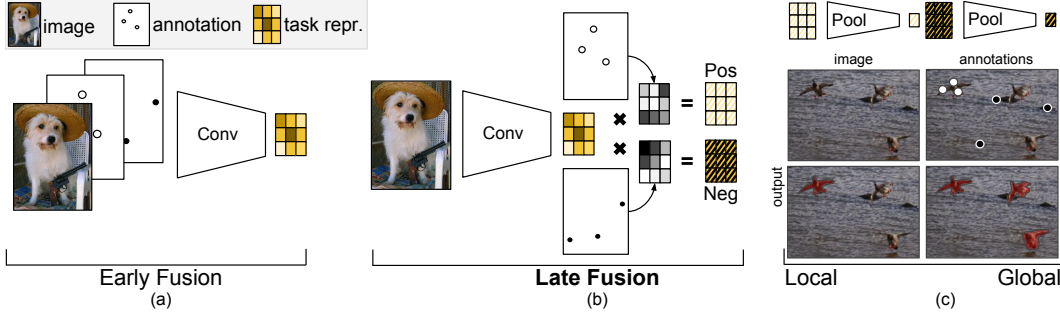 image
annotation
task repr.
Conv
Early Fusion
(a)
Conv
Pos
=
=
Neg
Late Fusion
(b)
Pool
Pool
image
annotations
output
Local
Global
(c)